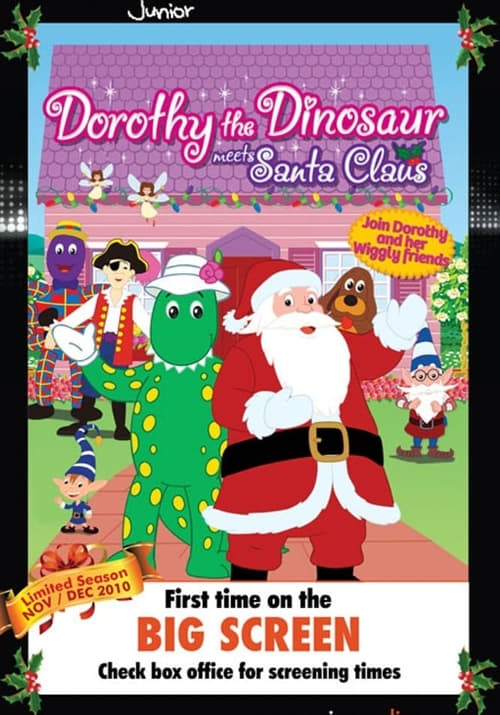 Junior
Dorothy the Dinosaur
meets Santa Claus
Join Dorothy
and her
Wiggly friends
Limited Season
NOV / DEC 2010
First time on the
BIG SCREEN
Check box office for screening times